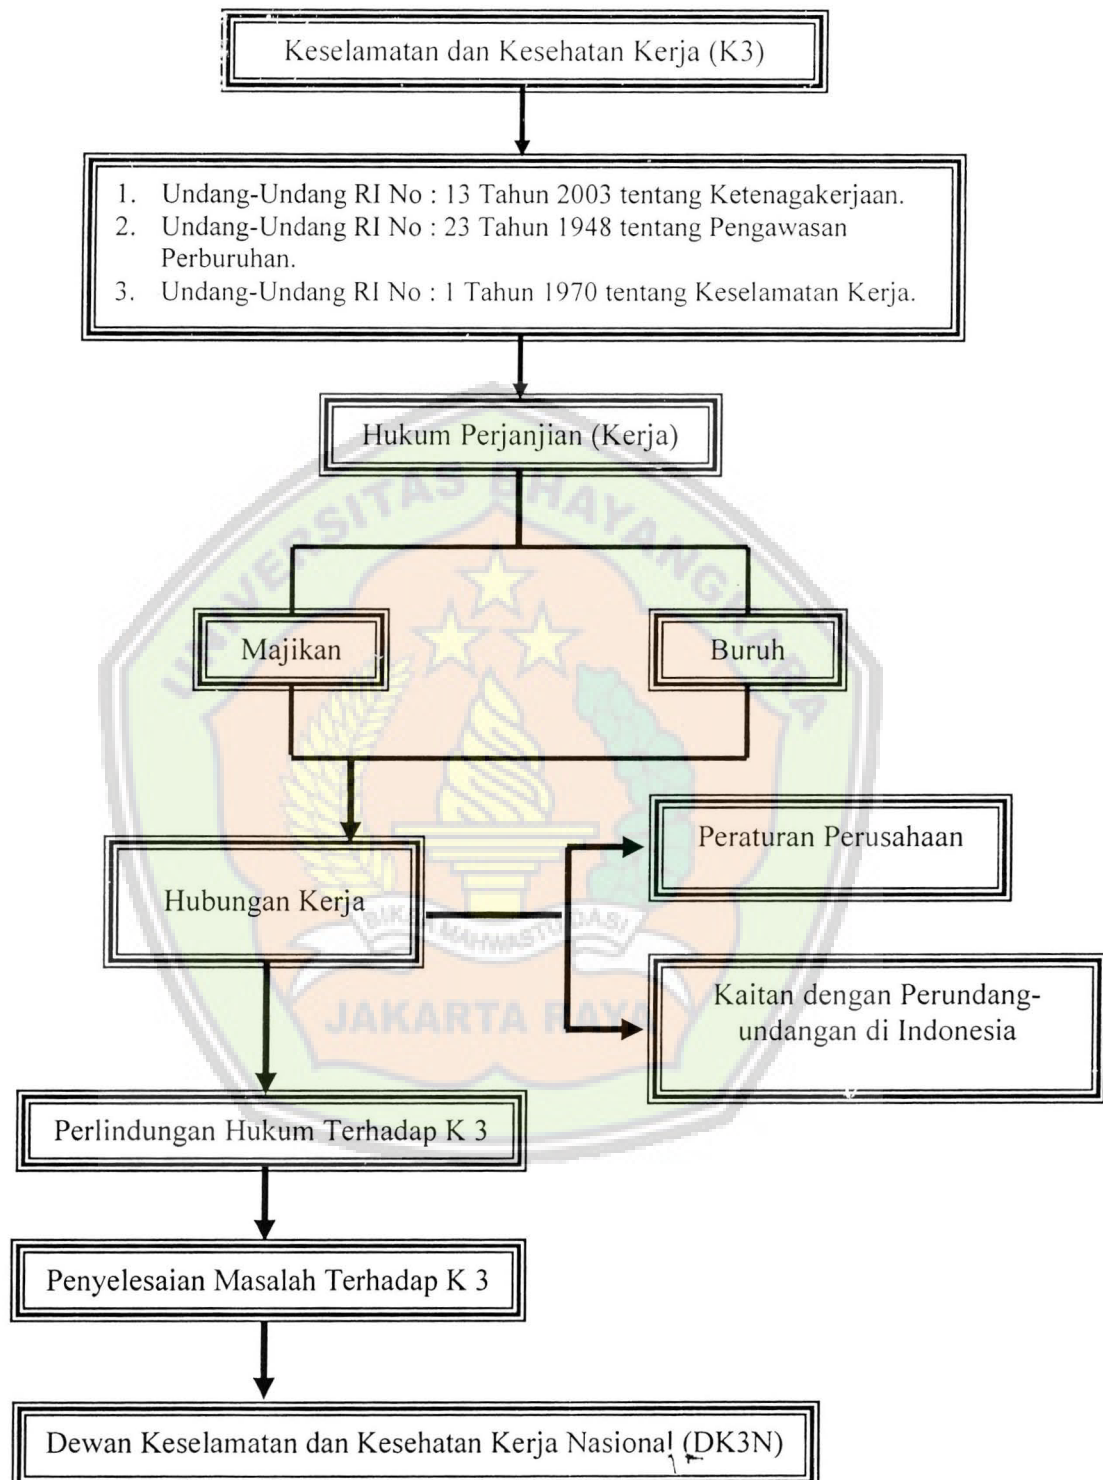 Keselamatan dan Kesehatan Kerja (K3)
1. Undang-Undang RI No : 13 Tahun 2003 tentang Ketenagakerjaan.
2. Undang-Undang RI No : 23 Tahun 1948 tentang Pengawasan
Perburuhan.
3. Undang-Undang RI No : 1 Tahun 1970 tentang Keselamatan Kerja.
Hukum Perjanjian (Kerja)
UNIVERSITAS BHAYANGKARA
Majikan
Buruh
Peraturan Perusahaan
Hubungan Kerja
MAHWASTU DASI
JAKARTA RAYA
Kaitan dengan Perundang-
undangan di Indonesia
Perlindungan Hukum Terhadap K 3
Penyelesaian Masalah Terhadap K 3
Dewan Keselamatan dan Kesehatan Kerja Nasional (DK3N)